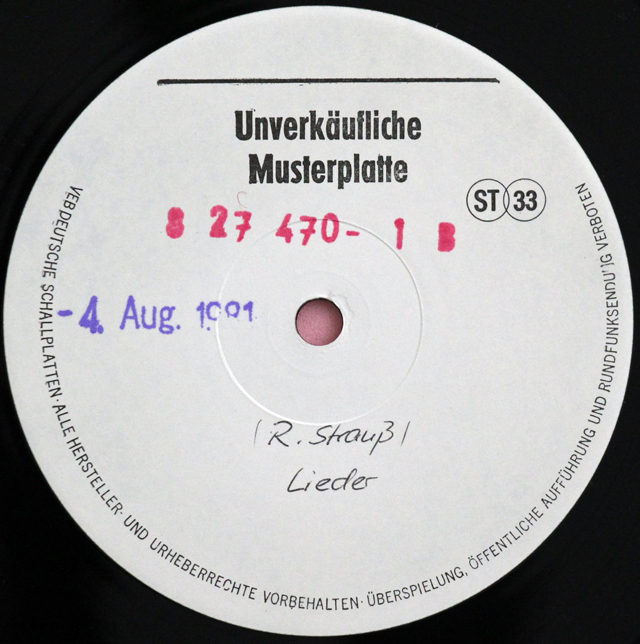 Unverkäufliche
Musterplatte
ST 33
8 27 470- 1 B
-4. Aug.
(R. Strauß)
Lieder
VEB DEUTSCHE SCHALLPLATTEN · ALLE HERSTELLER- UND URHEBERRECHTE VORBEHALTEN · ÜBERSPIELUNG, ÖFFENTLICHE AUFFÜHRUNG UND RUNDFUNKSENDUNG VERBOTEN